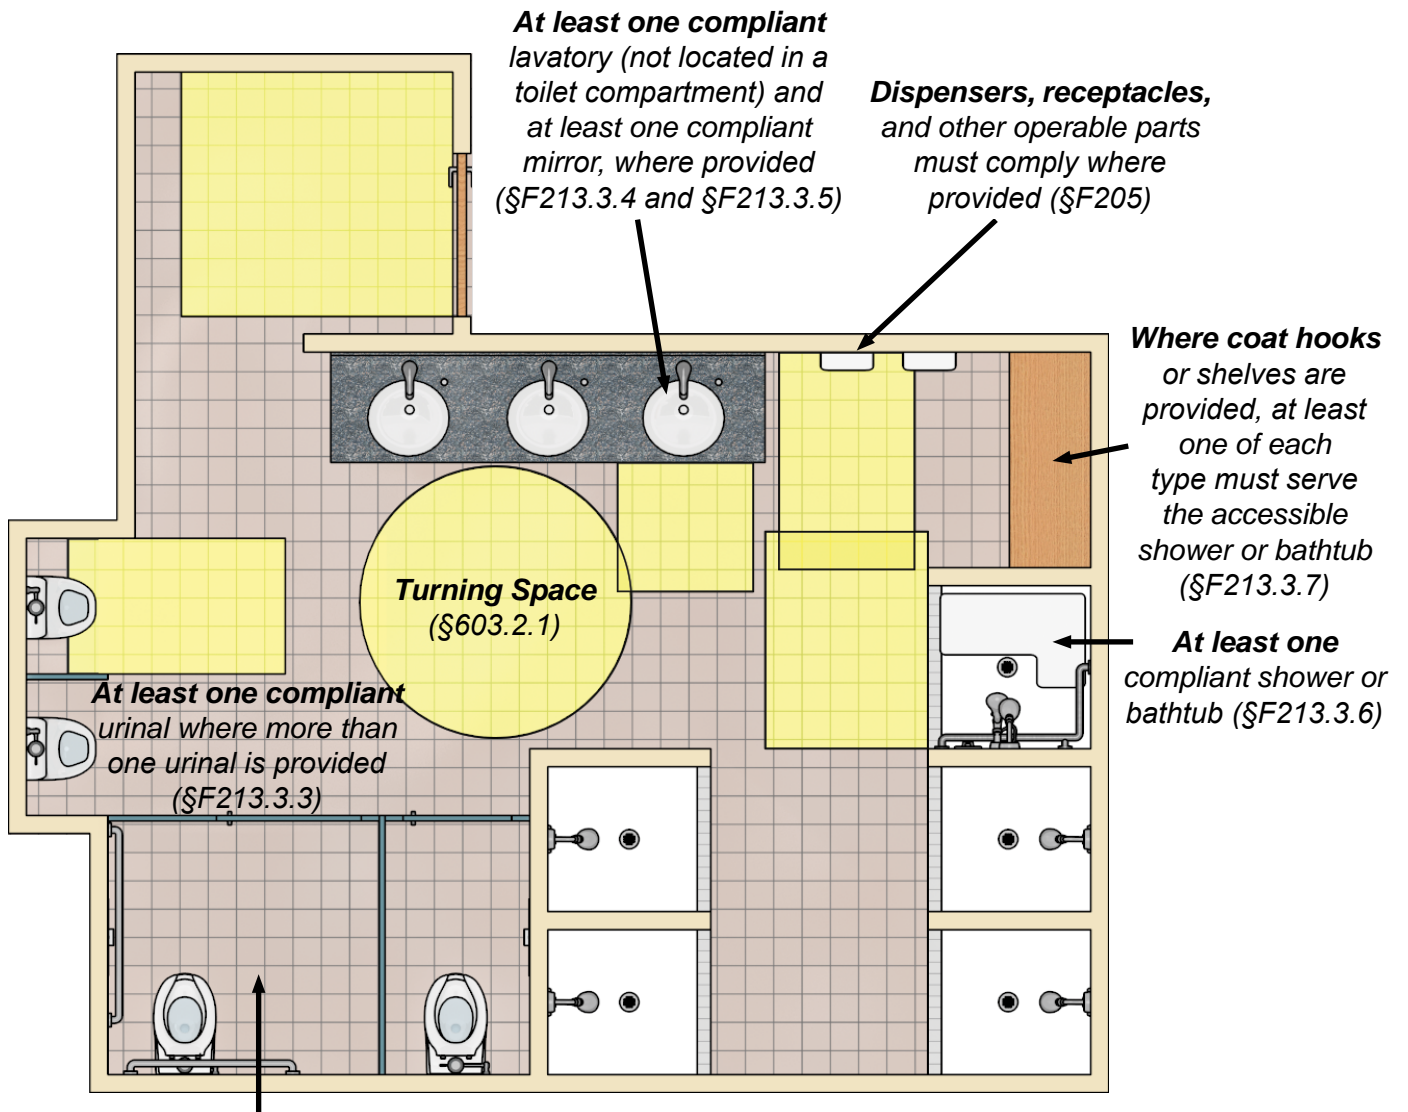 At least one compliant
lavatory (not located in a
toilet compartment) and
at least one compliant
mirror, where provided
(§F213.3.4 and §F213.3.5)
Dispensers, receptacles,
and other operable parts
must comply where
provided (§F205)
Where coat hooks
or shelves are
provided, at least
one of each
type must serve
the accessible
shower or bathtub
(§F213.3.7)
Turning Space
(§603.2.1)
At least one
compliant shower or
bathtub (§F213.3.6)
At least one compliant
urinal where more than
one urinal is provided
(§F213.3.3)